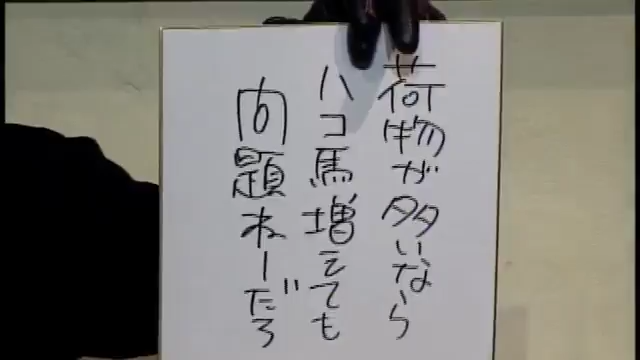 荷物が多いなら
ハコ馬増えても
問題ねーだろ